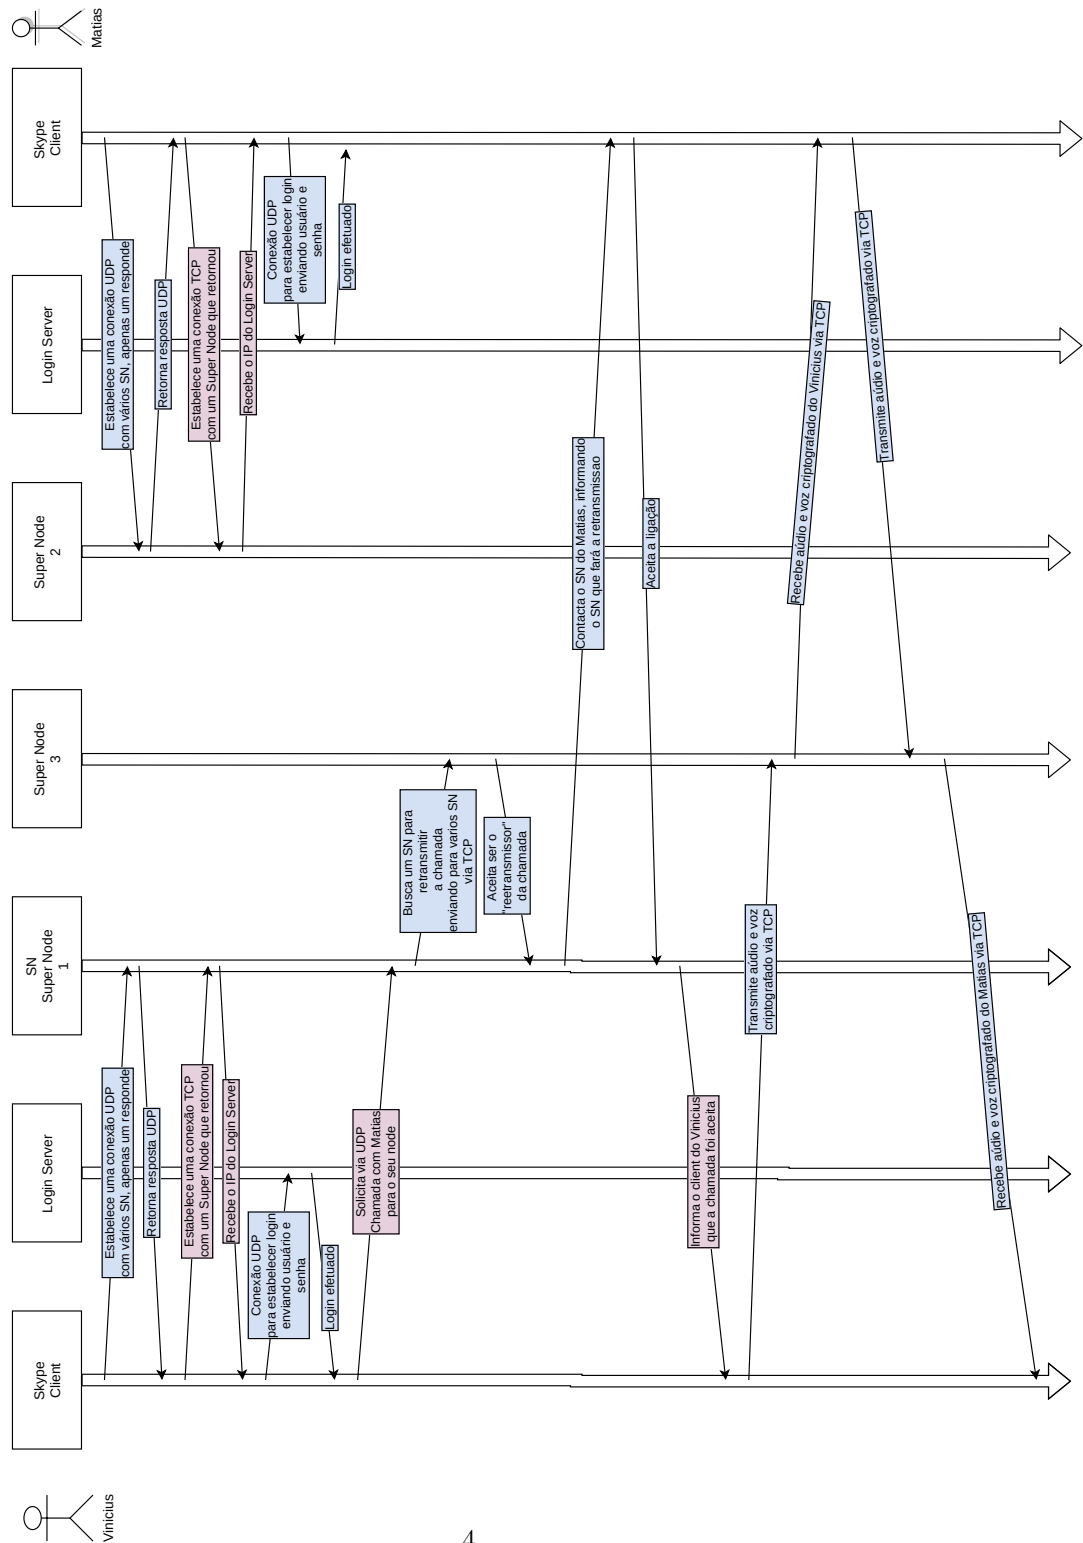 Vinicius
Skype
Client
Login Server
SN
Super Node
1
Super Node
3
Super Node
2
Login Server
Skype
Client
Matias
Estabelece uma conexão UDP
com vários SN, apenas um responde
Retorna resposta UDP
Estabelece uma conexão TCP
com um Super Node que retornou
Recebe o IP do Login Server
Conexão UDP
para estabelecer login
enviando usuário e
senha
Login efetuado
Solicita via UDP
Chamada com Matias
para o seu node
Busca um SN para
retransmitir
a chamada
enviando para varios SN
via TCP
Aceita ser o
"reetransmissor"
da chamada
Estabelece uma conexão UDP
com vários SN, apenas um responde
Retorna resposta UDP
Estabelece uma conexão TCP
com um Super Node que retornou
Recebe o IP do Login Server
Conexão UDP
para estabelecer login
enviando usuário e
senha
Login efetuado
Contacta o SN do Matias, informando
o SN que fará a retransmissao
Aceita a ligação
Informa o client do Vinicius
que a chamada foi aceita
Transmite aúdio e voz
criptografado via TCP
Recebe aúdio e voz criptografado do Vinicius via TCP
Transmite aúdio e voz criptografado via TCP
Recebe aúdio e voz criptografado do Matias via TCP
4